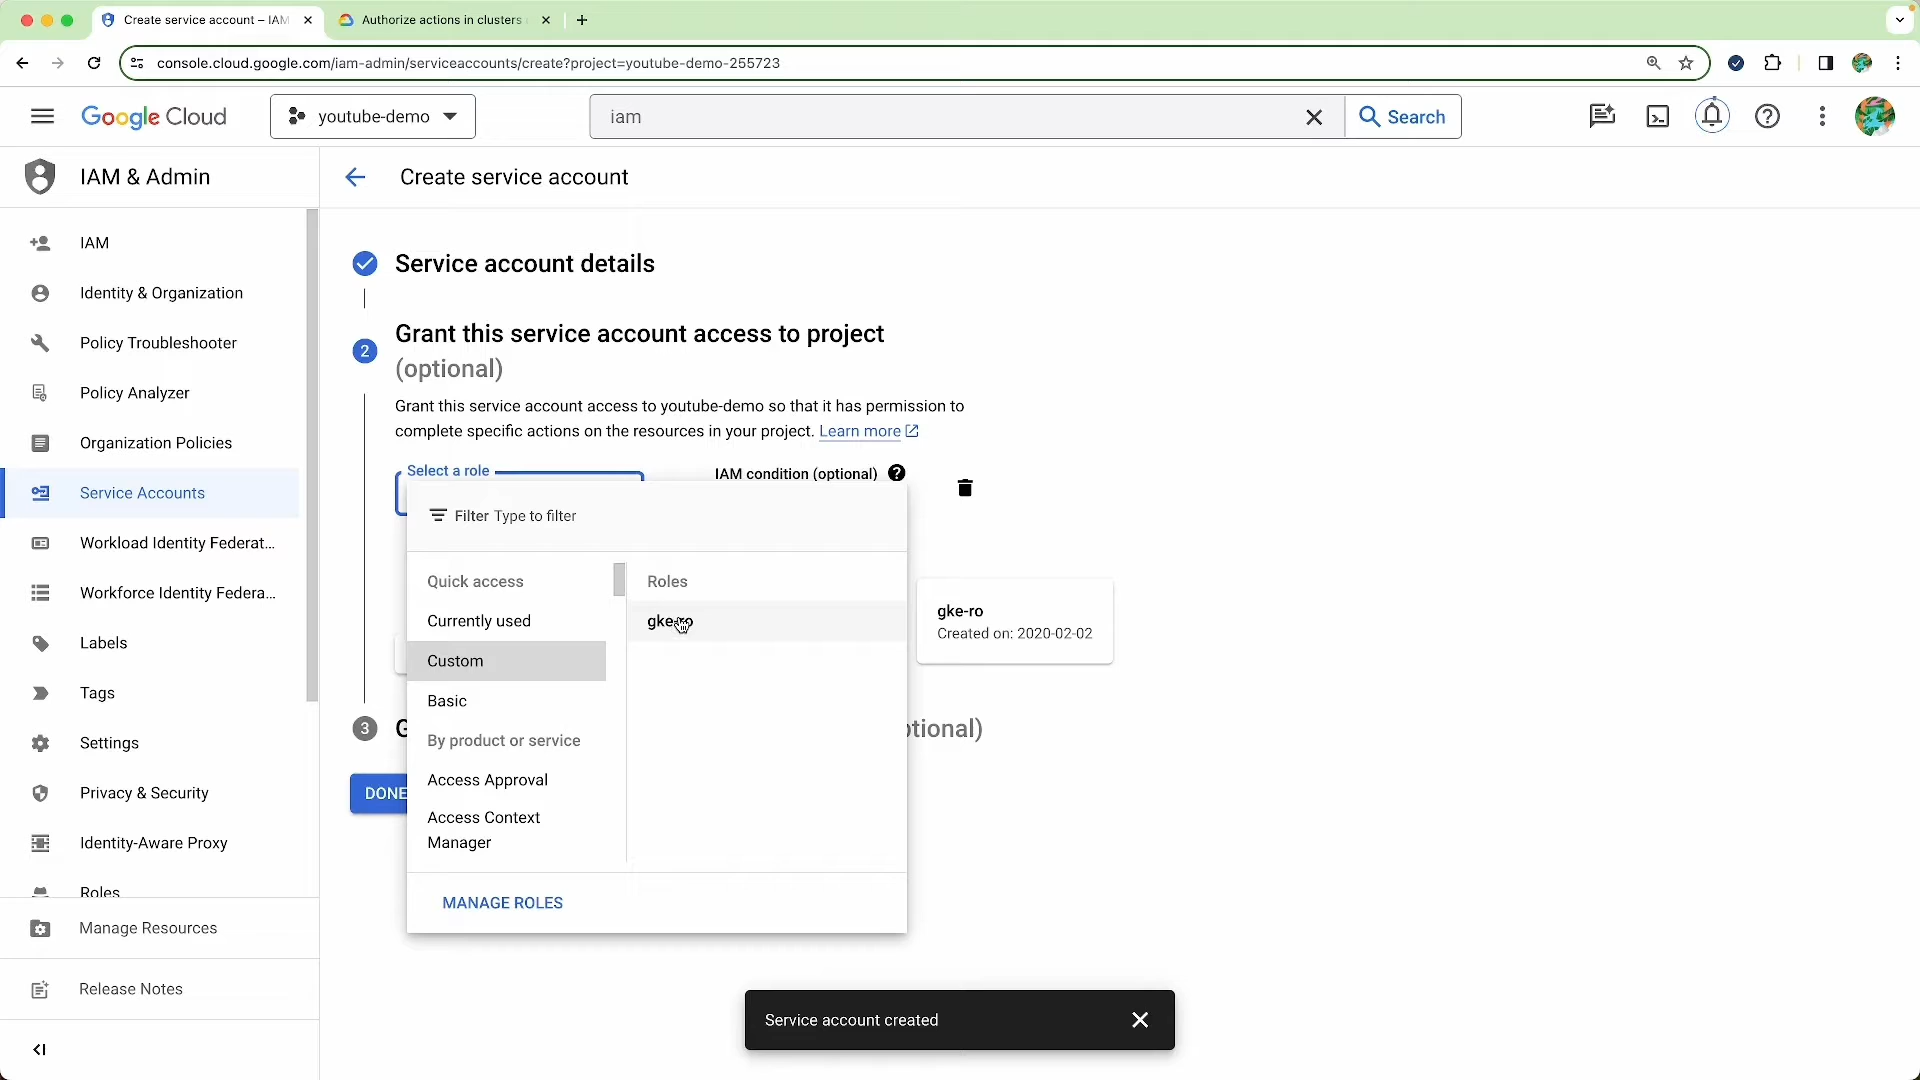 Create service account – IAM
Authorize actions in clusters
console.cloud.google.com/iam-admin/serviceaccounts/create?project=youtube-demo-255723
Google Cloud
youtube-demo
iam
Search
IAM & Admin
Create service account
IAM
Identity & Organization
Policy Troubleshooter
Policy Analyzer
Organization Policies
Service Accounts
Workload Identity Federat...
Workforce Identity Federa...
Labels
Tags
Settings
Privacy & Security
Identity-Aware Proxy
Roles
Manage Resources
Release Notes
Service account details
2
Grant this service account access to project
(optional)
Grant this service account access to youtube-demo so that it has permission to
complete specific actions on the resources in your project. Learn more
Select a role
IAM condition (optional)
Filter Type to filter
Quick access
Currently used
Custom
Basic
By product or service
Access Approval
Access Context
Manager
Roles
gke-ro
MANAGE ROLES
gke-ro
Created on: 2020-02-02
3
DONE
Service account created